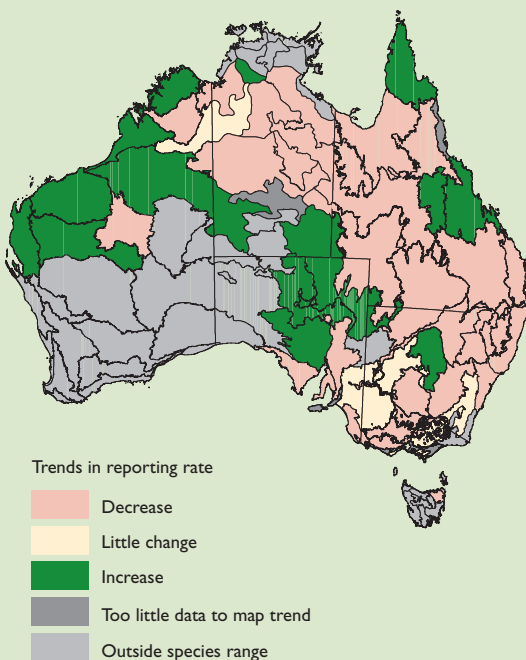 Trends in reporting rate
Decrease
Little change
Increase
Too little data to map trend
Outside species range